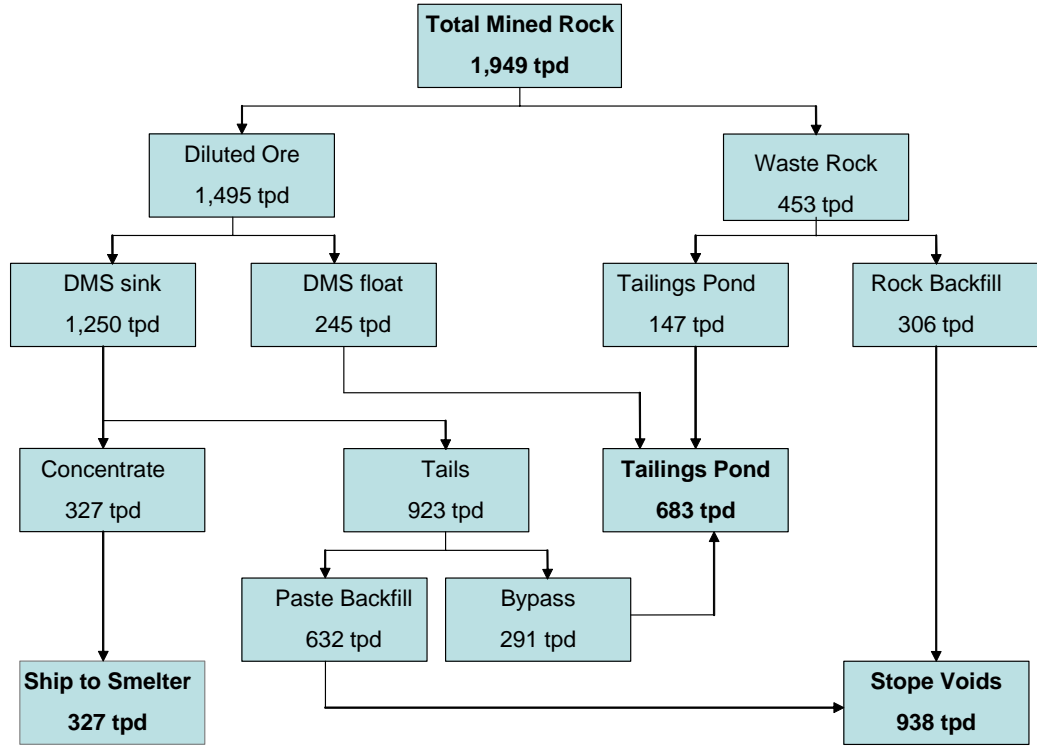 Total Mined Rock
1,949 tpd
Diluted Ore
1,495 tpd
Waste Rock
453 tpd
DMS sink
1,250 tpd
DMS float
245 tpd
Tailings Pond
147 tpd
Rock Backfill
306 tpd
Concentrate
327 tpd
Tails
923 tpd
Tailings Pond
683 tpd
Paste Backfill
632 tpd
Bypass
291 tpd
Ship to Smelter
327 tpd
Stope Voids
938 tpd